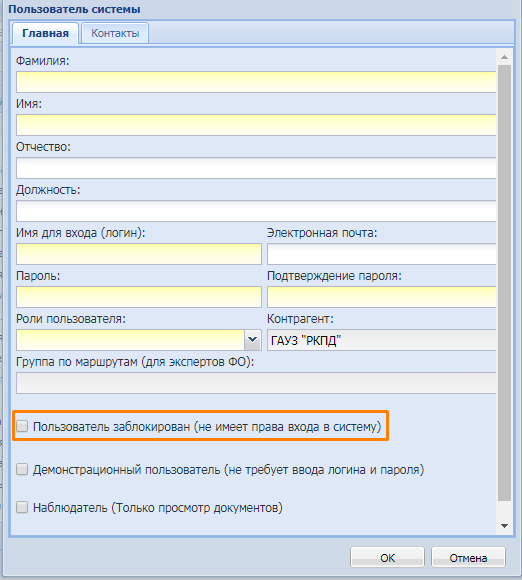 Пользователь системы
Главная Контакты
Фамилия:
Имя:
Отчество:
Должность:
Имя для входа (логин): Электронная почта:
Пароль: Подтверждение пароля:
Роли пользователя: Контрагент:
ГАУЗ "РКПД"
Группа по маршрутам (для экспертов ФО):
Пользователь заблокирован (не имеет права входа в систему)
Демонстрационный пользователь (не требует ввода логина и пароля)
Наблюдатель (Только просмотр документов)
ОК Отмена